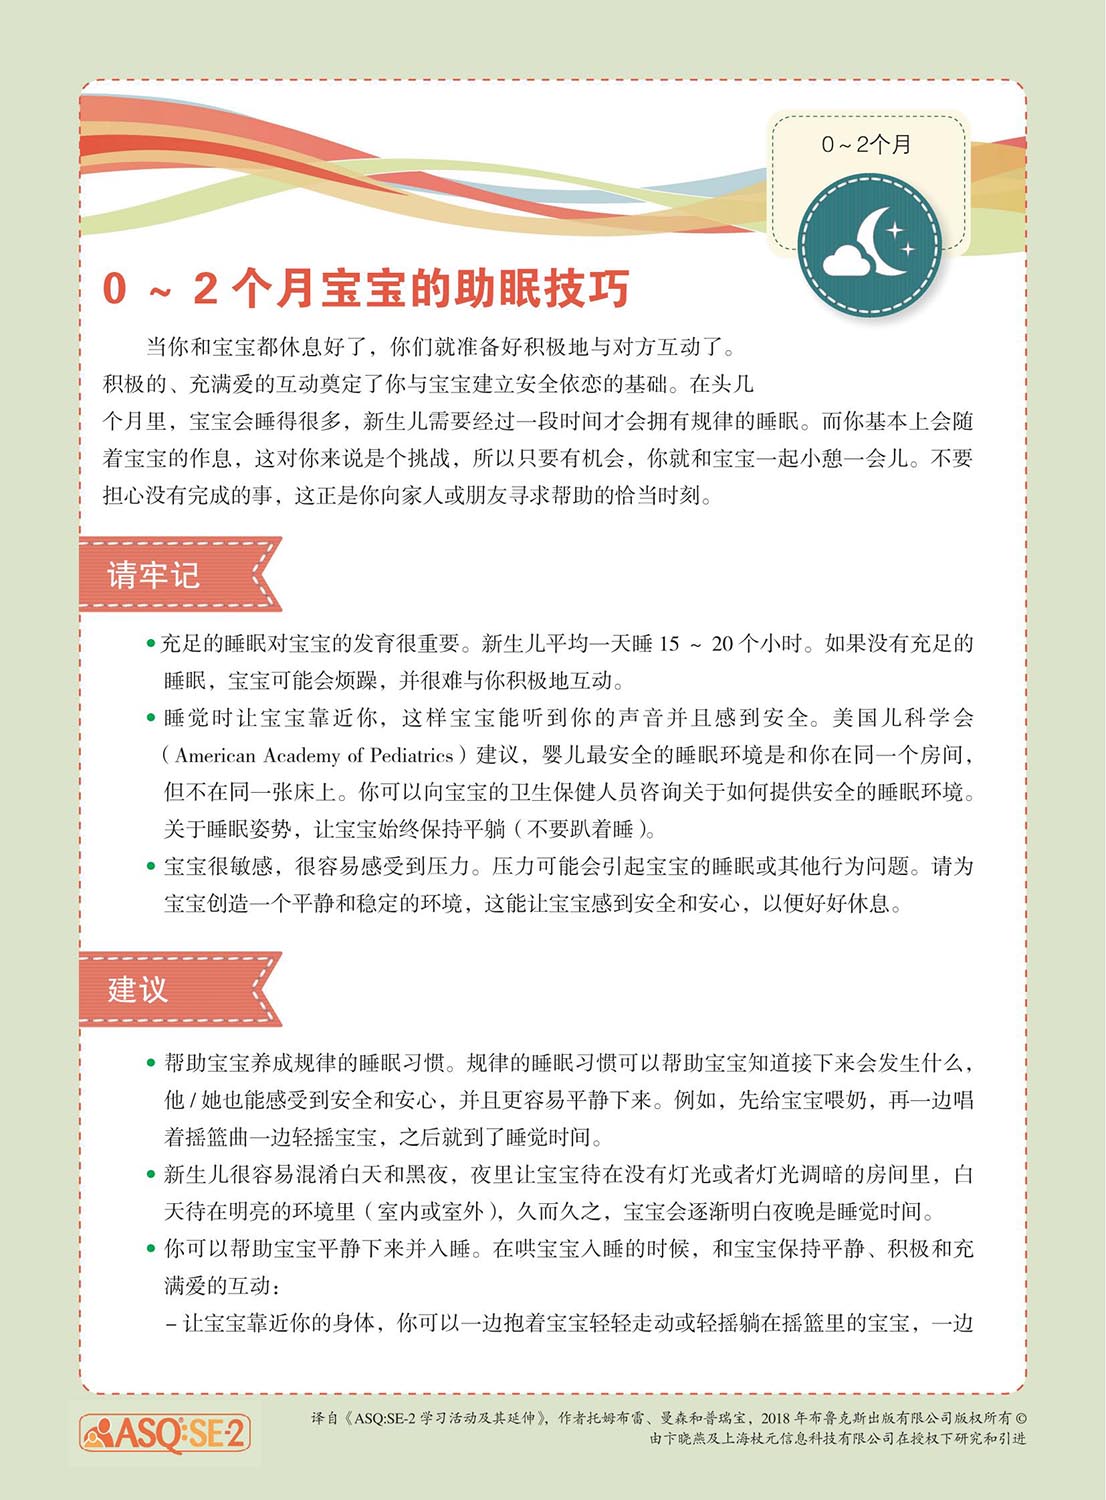 0～2个月
0 ～ 2 个月宝宝的助眠技巧
当你和宝宝都休息好了，你们就准备好积极地与对方互动了。
积极的、充满爱的互动奠定了你与宝宝建立安全依恋的基础。在头几
个月里，宝宝会睡得很多，新生儿需要经过一段时间才会拥有规律的睡眠。而你基本上会随
着宝宝的作息，这对你来说是个挑战，所以只要有机会，你就和宝宝一起小憩一会儿。不要
担心没有完成的事，这正是你向家人或朋友寻求帮助的恰当时刻。
请牢记
•充足的睡眠对宝宝的发育很重要。新生儿平均一天睡 15 ～ 20 个小时。如果没有充足的
睡眠，宝宝可能会烦躁，并很难与你积极地互动。
• 睡觉时让宝宝靠近你，这样宝宝能听到你的声音并且感到安全。美国儿科学会
（American Academy of Pediatrics）建议，婴儿最安全的睡眠环境是和你在同一个房间，
但不在同一张床上。你可以向宝宝的卫生保健人员咨询关于如何提供安全的睡眠环境。
关于睡眠姿势，让宝宝始终保持平躺（不要趴着睡）。
• 宝宝很敏感，很容易感受到压力。压力可能会引起宝宝的睡眠或其他行为问题。请为
宝宝创造一个平静和稳定的环境，这能让宝宝感到安全和安心，以便好好休息。
建议
• 帮助宝宝养成规律的睡眠习惯。规律的睡眠习惯可以帮助宝宝知道接下来会发生什么，
他 / 她也能感受到安全和安心，并且更容易平静下来。例如，先给宝宝喂奶，再一边唱
着摇篮曲一边轻摇宝宝，之后就到了睡觉时间。
• 新生儿很容易混淆白天和黑夜，夜里让宝宝待在没有灯光或者灯光调暗的房间里，白
天待在明亮的环境里（室内或室外），久而久之，宝宝会逐渐明白夜晚是睡觉时间。
• 你可以帮助宝宝平静下来并入睡。在哄宝宝入睡的时候，和宝宝保持平静、积极和充
满爱的互动：
– 让宝宝靠近你的身体，你可以一边抱着宝宝轻轻走动或轻摇躺在摇篮里的宝宝，一边
ASQ:SE-2
译自《ASQ:SE-2 学习活动及其延伸》，作者托姆布雷、曼森和普瑞宝，2018 年布鲁克斯出版有限公司版权所有 ©
由卞晓燕及上海杖元信息科技有限公司在授权下研究和引进